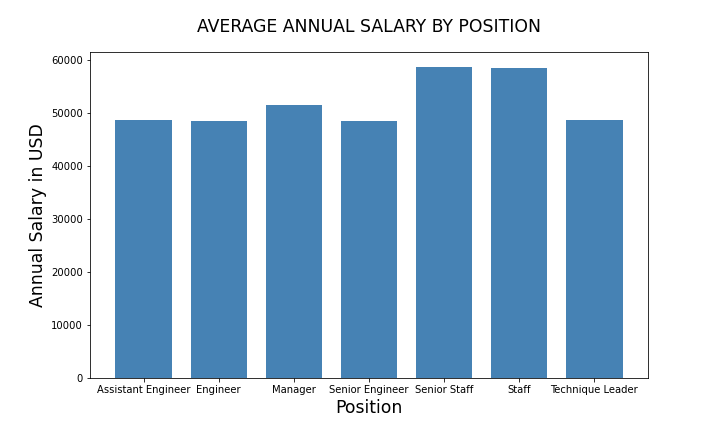 AVERAGE ANNUAL SALARY BY POSITION
Annual Salary in USD
60000
50000
40000
30000
20000
10000
0
Assistant Engineer Engineer Manager Senior Engineer Senior Staff Staff Technique Leader
Position